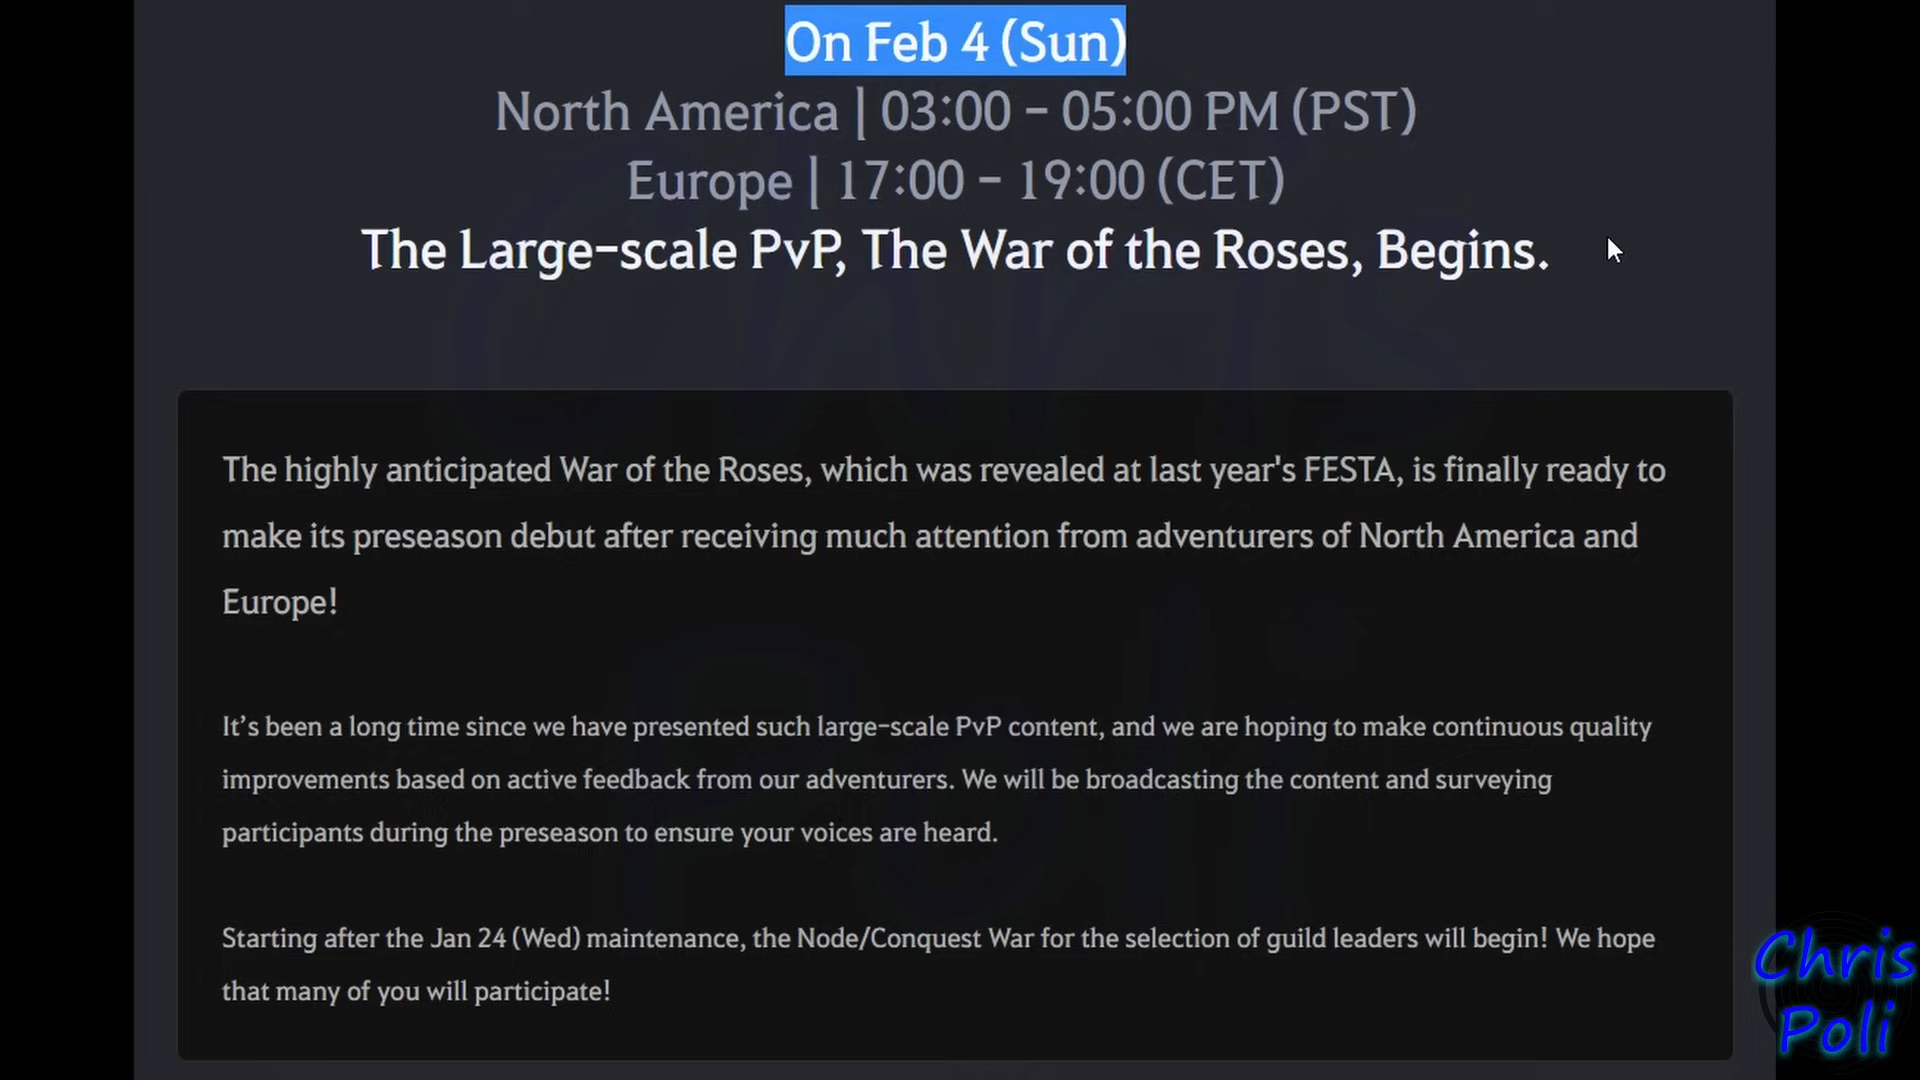 On Feb 4 (Sun)
North America | 03:00 - 05:00 PM (PST)
Europe | 17:00 - 19:00 (CET)
The Large-scale PvP, The War of the Roses, Begins.
The highly anticipated War of the Roses, which was revealed at last year's FESTA, is finally ready to
make its preseason debut after receiving much attention from adventurers of North America and
Europe!
It’s been a long time since we have presented such large-scale PvP content, and we are hoping to make continuous quality
improvements based on active feedback from our adventurers. We will be broadcasting the content and surveying
participants during the preseason to ensure your voices are heard.
Starting after the Jan 24 (Wed) maintenance, the Node/Conquest War for the selection of guild leaders will begin! We hope
that many of you will participate!
Chris
Poli